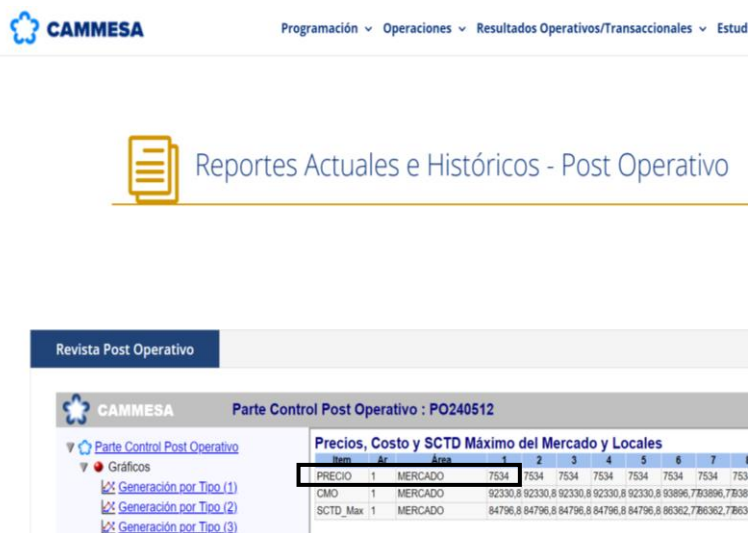 CAMMESA
Programación Operaciones Resultados Operativos/Transaccionales Estud
Reportes Actuales e Históricos - Post Operativo
Revista Post Operativo
CAMMESA Parte Control Post Operativo : PO240512
Parte Control Post Operativo
Gráficos
Generación por Tipo (1)
Generación por Tipo (2)
Generación por Tipo (3)
Precios, Costo y SCTD Máximo del Mercado y Locales
Item Ar Area 1 2 3 4 5 6 7
PRECIO 1 MERCADO 7534 7534 7534 7534 7534 7534 7534 753
CMO 1 MERCADO 92330,8 92330,8 92330,8 92330,8 92330,8 93896,7
SCTD_Max 1 MERCADO 84796,8 84796,8 84796,8 84796,8 84796,8 86362,7